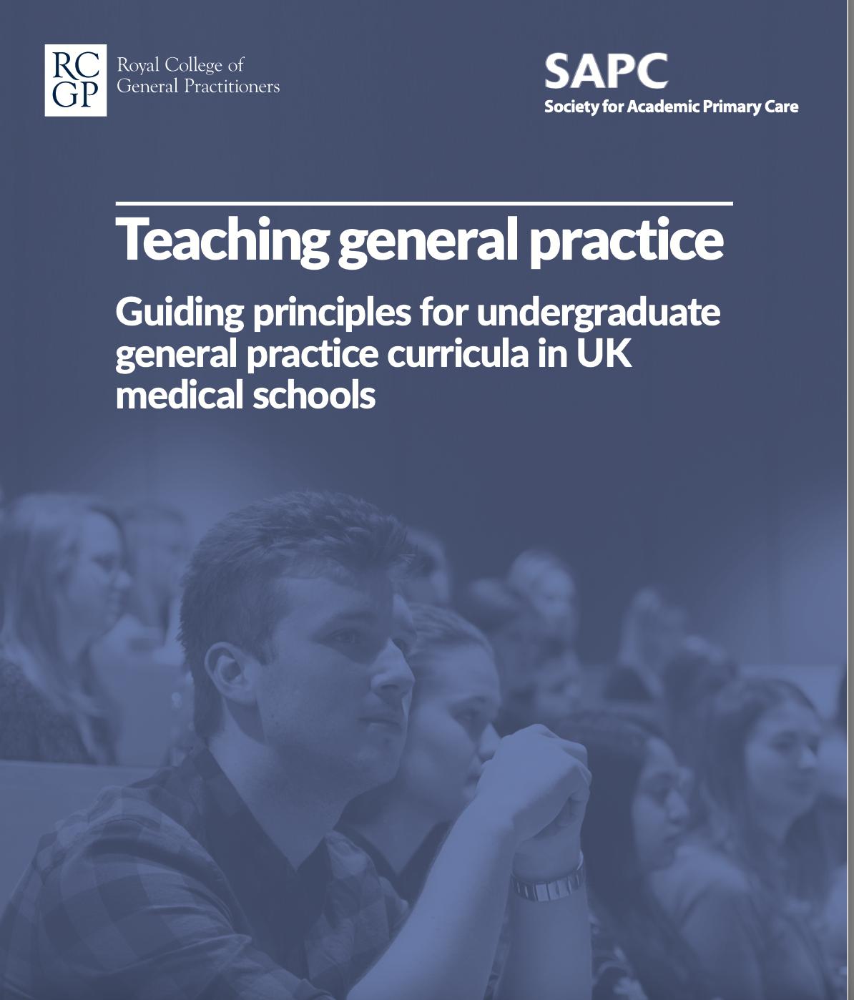 RC
GP
Royal College of
General Practitioners
SAPC
Society for Academic Primary Care
Teaching general practice
Guiding principles for undergraduate
general practice curricula in UK
medical schools